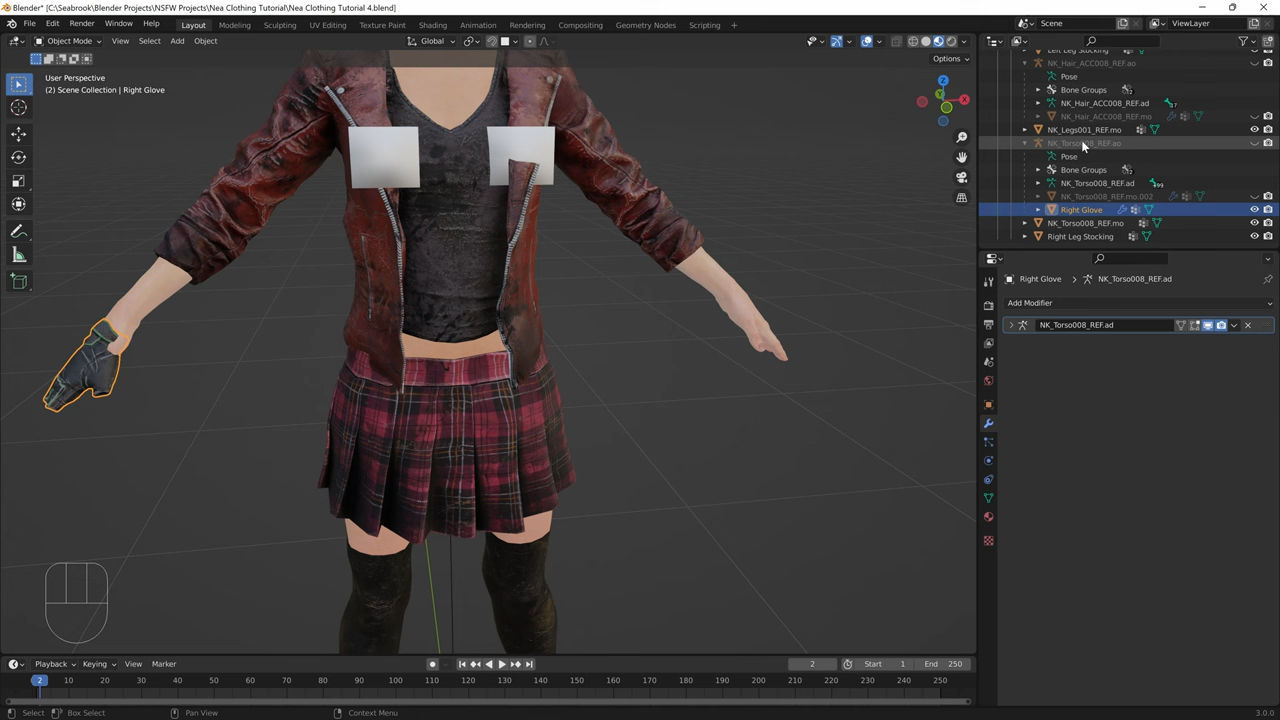 Blender* [C:\Seabrook\Blender Projects\NSFW Projects\Nea Clothing Tutorial\Nea Clothing Tutorial 4.blend]
File Edit Render Window Help Layout Modeling Sculpting UV Editing Texture Paint Shading Animation Rendering Compositing Geometry Nodes Scripting + Scene ViewLayer
Object Mode View Select Add Object Global
Options
User Perspective
(2) Scene Collection | Right Glove
Z
Y
X
Left Leg Stocking
NK_Hair_ACC008_REF.ao
Pose
Bone Groups
NK_Hair_ACC008_REF.ad
NK_Hair_ACC008_REF.mo
NK_Legs001_REF.mo
NK_Torso008_REF.ao
Pose
Bone Groups
NK_Torso008_REF.ad
NK_Torso008_REF.mo.002
Right Glove
NK_Torso008_REF.mo
Right Leg Stocking
Right Glove > NK_Torso008_REF.ad
Add Modifier
NK_Torso008_REF.ad
Playback Keying View Marker 2 Start 1 End 250
2 10 20 30 40 50 60 70 80 90 100 110 120 130 140 150 160 170 180 190 200 210 220 230 240 250
Select Box Select Pan View Context Menu 3.0.0